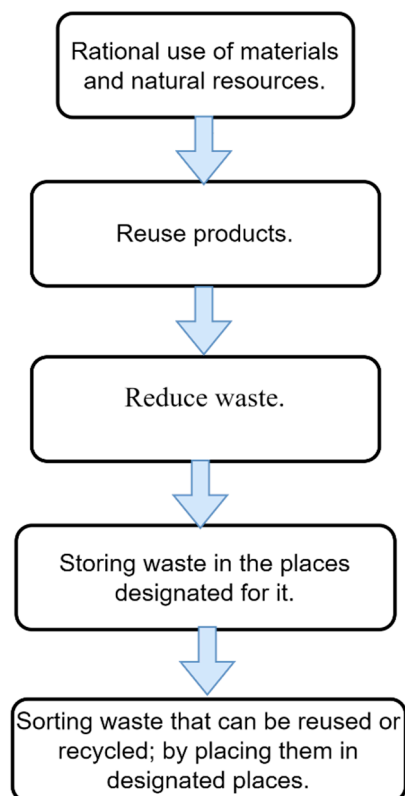 Rational use of materials
and natural resources.
Reuse products.
Reduce waste.
Storing waste in the places
designated for it.
Sorting waste that can be reused or
recycled; by placing them in
designated places.